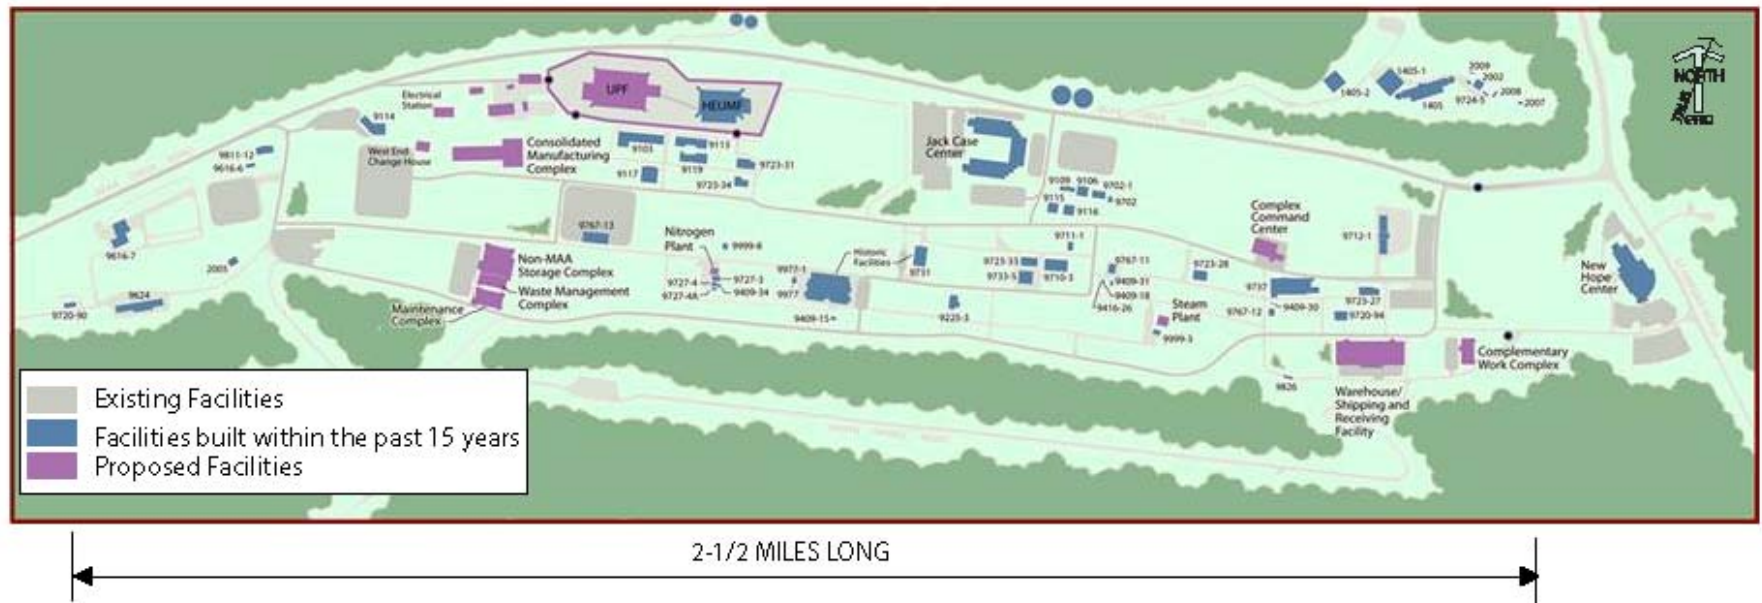 UPF
HEUMF
Electrical
Station
9114
West End
Change House
Consolidated
Manufacturing
Complex
9103
9113
9117
9119
9723-31
9723-34
9811-12
9616-6
9616-7
2005
9624
9720-90
9767-13
Non-MAA
Storage Complex
Waste Management
Complex
Maintenance
Complex
Nitrogen
Plant
9999-8
9727-4
9727-3
9727-4A
9409-34
9977-1
9977
Historic
Facilities
9731
9409-15
9225-3
Jack Case
Center
9109
9106
9702-1
9702
9115
9116
9711-1
9723-33
9733-5
9710-3
9767-11
9409-31
9409-18
9416-26
9723-28
Steam
Plant
9999-3
Complex
Command
Center
9712-1
9737
9767-12
9409-30
9723-27
9720-94
9826
Warehouse/
Shipping and
Receiving
Facility
Complementary
Work Complex
New
Hope
Center
1405-2
1405-1
1405
2009
2002
9724-5
2008
2007
NORTH
Existing Facilities
Facilities built within the past 15 years
Proposed Facilities
2-1/2 MILES LONG